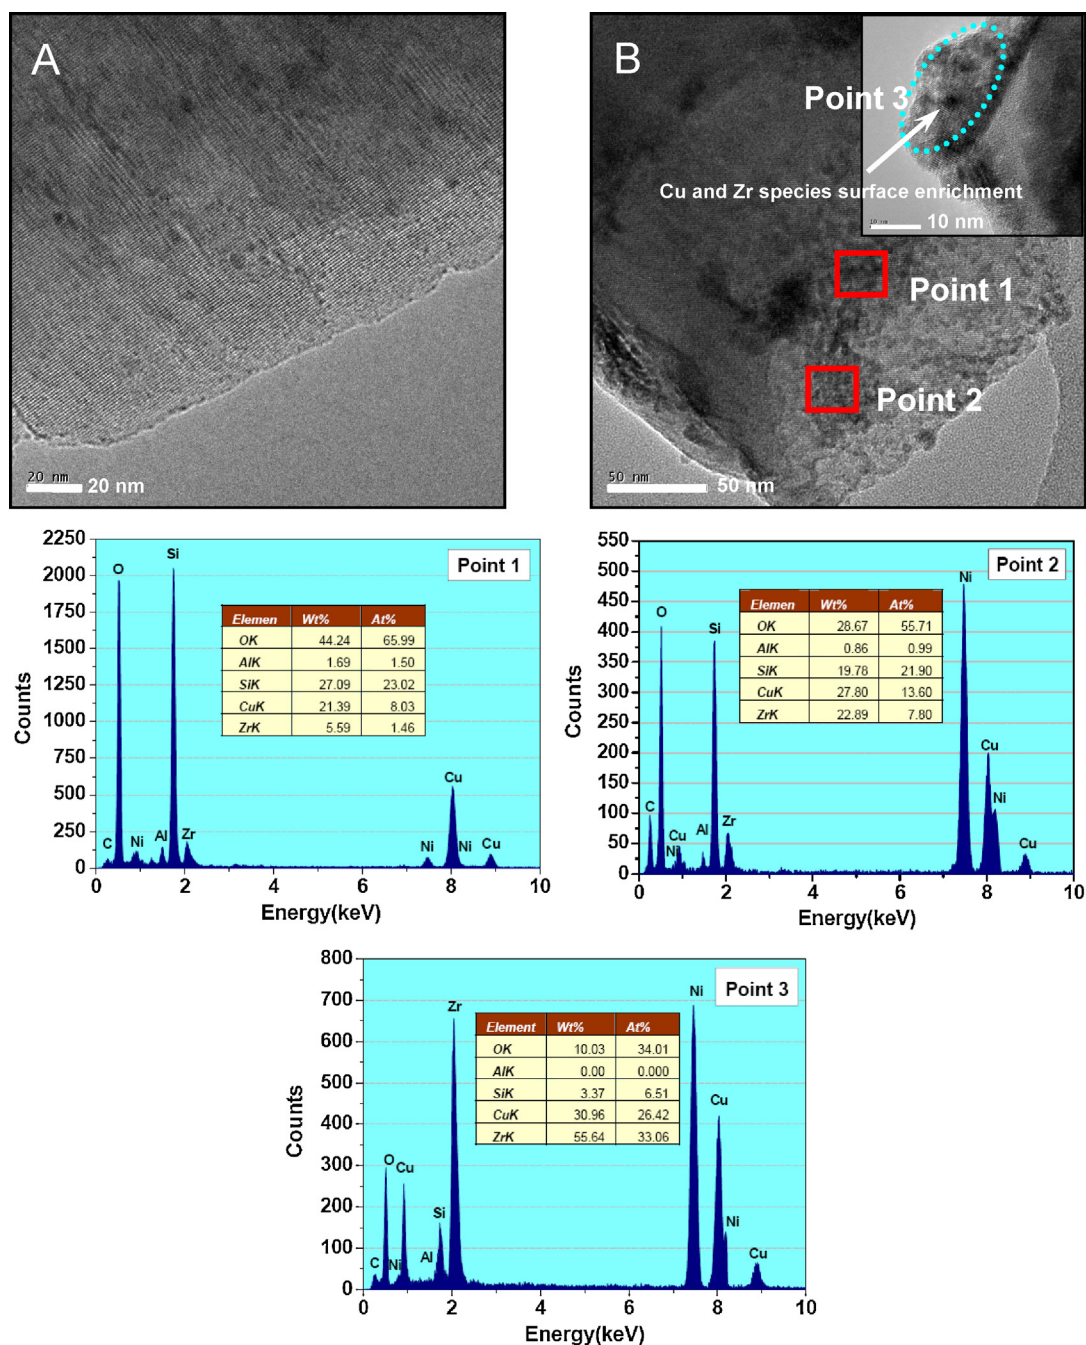 A
20 nm
20 nm
B
Point 3
Cu and Zr species surface enrichment
10 nm
10 nm
Point 1
Point 2
50 nm
50 nm
Point 1
2250
2000
1750
1500
1250
1000
750
500
250
0
Counts
O
Si
C
Ni
Al
Zr
Ni
Cu
Ni
Cu
Elemen Wt% At%
OK 44.24 65.99
AlK 1.69 1.50
SiK 27.09 23.02
CuK 21.39 8.03
ZrK 5.59 1.46
0 2 4 6 8 10
Energy(keV)
Point 2
550
500
450
400
350
300
250
200
150
100
50
0
Counts
C
O
Cu
Ni
Al
Si
Zr
Ni
Cu
Ni
Cu
Elemen Wt% At%
OK 28.67 55.71
AlK 0.86 0.99
SiK 19.78 21.90
CuK 27.80 13.60
ZrK 22.89 7.80
0 2 4 6 8 10
Energy(keV)
Point 3
800
700
600
500
400
300
200
100
0
Counts
C
O
Ni
Cu
Al
Si
Zr
Ni
Cu
Ni
Cu
Element Wt% At%
OK 10.03 34.01
AlK 0.00 0.000
SiK 3.37 6.51
CuK 30.96 26.42
ZrK 55.64 33.06
0 2 4 6 8 10
Energy(keV)